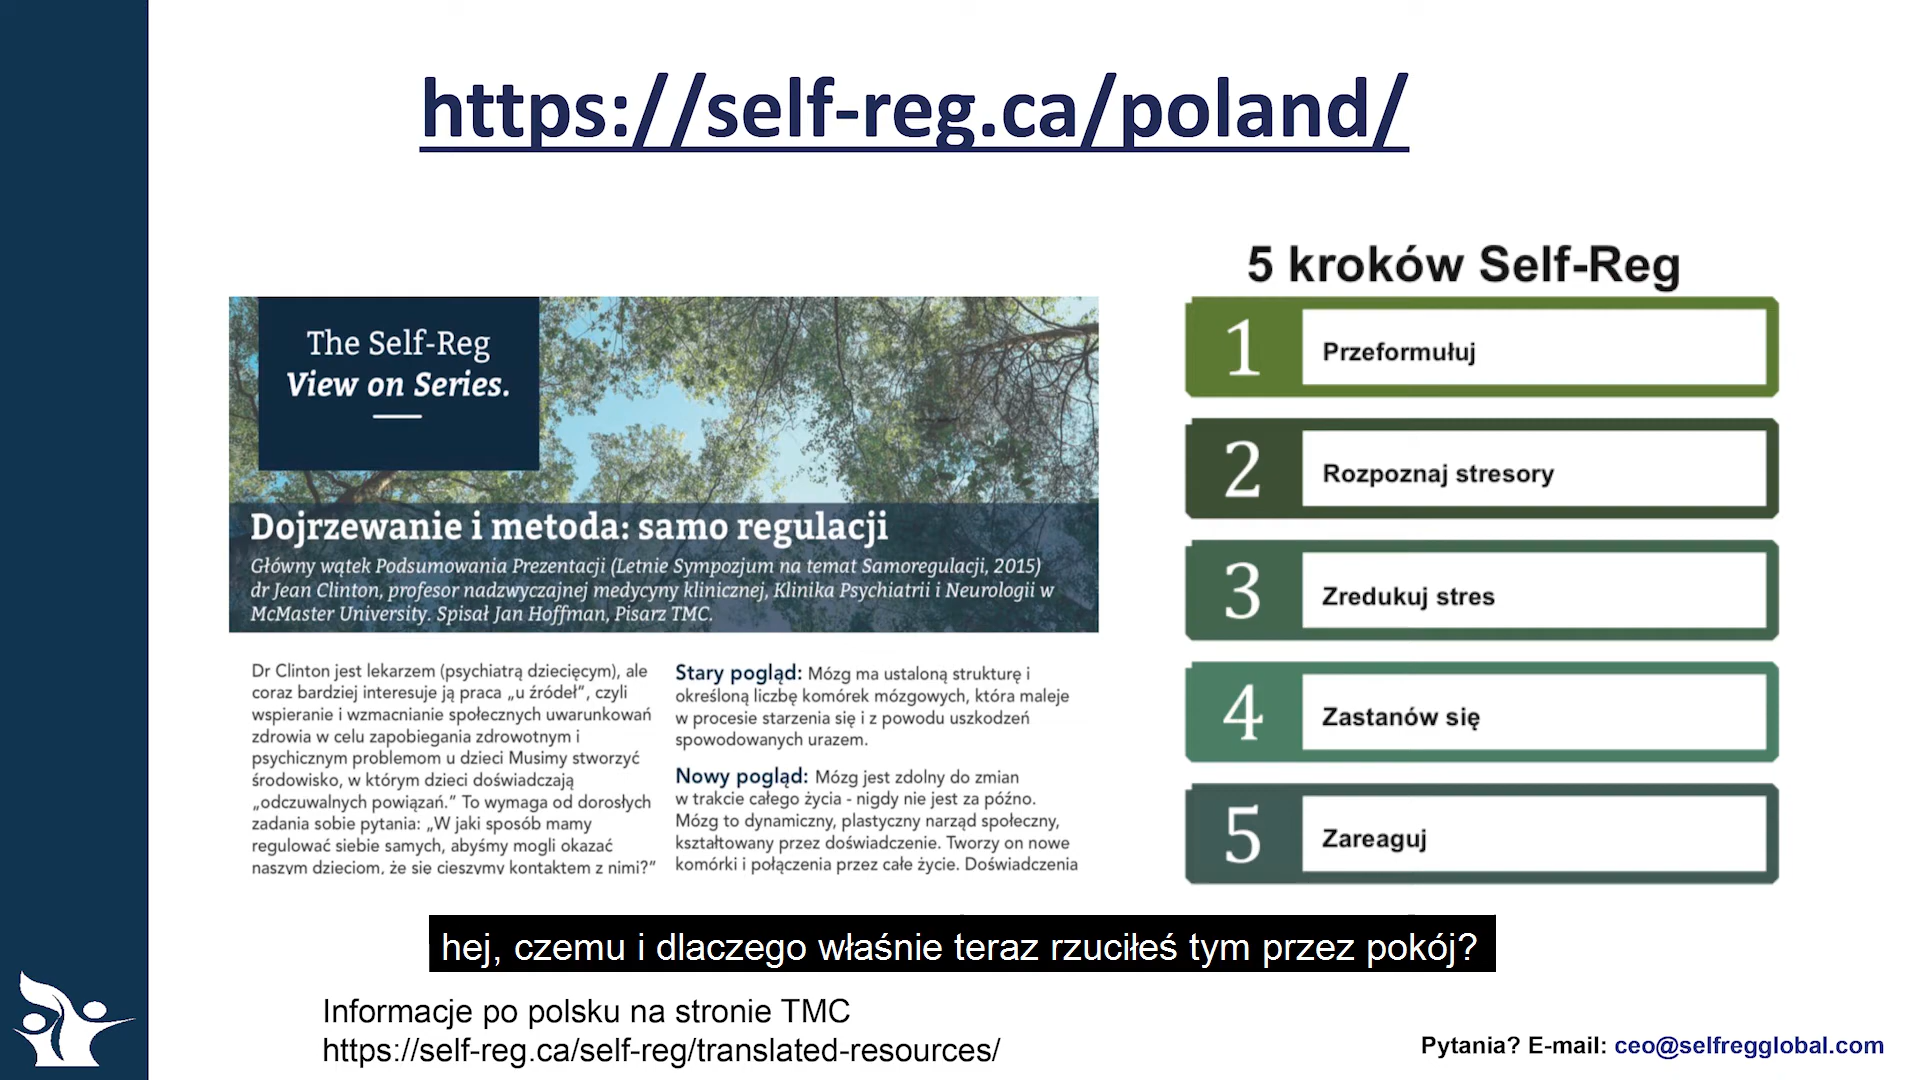 https://self-reg.ca/poland/
The Self-Reg
View on Series.
Dojrzewanie i metoda: samo regulacji
Główny wątek Podsumowania Prezentacji (Letnie Sympozjum na temat Samoregulacji, 2015)
dr Jean Clinton, profesor nadzwyczajnej medycyny klinicznej, Klinika Psychiatrii i Neurologii w
McMaster University. Spisał Jan Hoffman, Pisarz TMC.
Dr Clinton jest lekarzem (psychiatrą dziecięcym), ale
coraz bardziej interesuje ją praca „u źródeł“, czyli
wspieranie i wzmacnianie społecznych uwarunkowań
zdrowia w celu zapobiegania zdrowotnym i
psychicznym problemom u dzieci Musimy stworzyć
środowisko, w którym dzieci doświadczają
„odczuwalnych powiązań.” To wymaga od dorosłych
zadania sobie pytania: „W jaki sposób mamy
regulować siebie samych, abyśmy mogli okazać
naszym dzieciom, że się cieszymy kontaktem z nimi?”
Stary pogląd: Mózg ma ustaloną strukturę i
określoną liczbę komórek mózgowych, która maleje
w procesie starzenia się i z powodu uszkodzeń
spowodowanych urazem.
Nowy pogląd: Mózg jest zdolny do zmian
w trakcie całego życia - nigdy nie jest za późno.
Mózg to dynamiczny, plastyczny narząd społeczny,
kształtowany przez doświadczenie. Tworzy on nowe
komórki i połączenia przez całe życie. Doświadczenia
5 kroków Self-Reg
1 Przeformułuj
2 Rozpoznaj stresory
3 Zredukuj stres
4 Zastanów się
5 Zareaguj
hej, czemu i dlaczego właśnie teraz rzuciłeś tym przez pokój?
Informacje po polsku na stronie TMC
https://self-reg.ca/self-reg/translated-resources/
Pytania? E-mail: ceo@selfregglobal.com